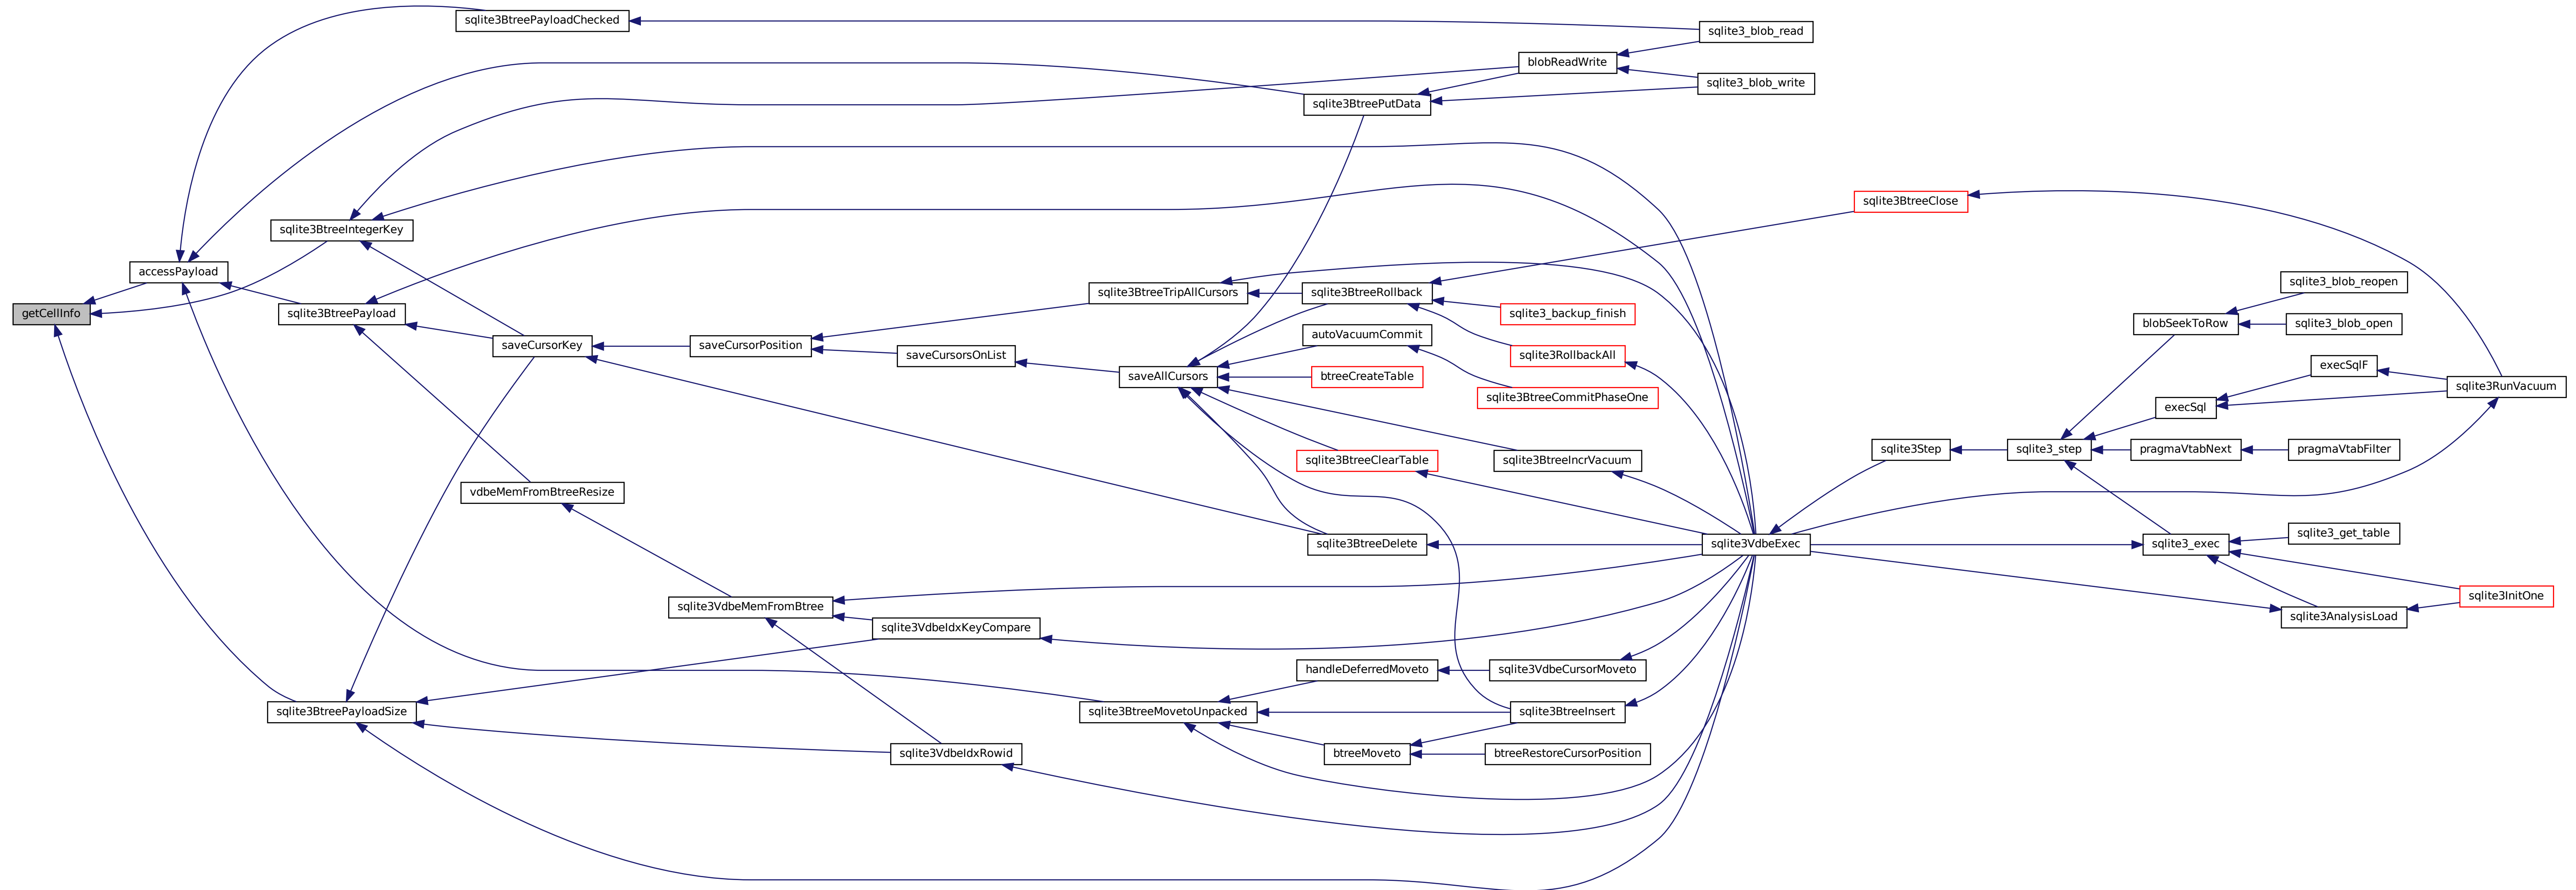 getCellInfo
accessPayload
sqlite3BtreeIntegerKey
sqlite3BtreePayload
sqlite3BtreePayloadSize
sqlite3BtreePayloadChecked
saveCursorKey
vdbeMemFromBtreeResize
saveCursorPosition
sqlite3VdbeMemFromBtree
saveCursorsOnList
sqlite3VdbeIdxKeyCompare
sqlite3VdbeIdxRowid
sqlite3BtreeTripAllCursors
saveAllCursors
sqlite3BtreeMovetoUnpacked
sqlite3BtreePutData
sqlite3BtreeRollback
autoVacuumCommit
btreeCreateTable
sqlite3BtreeClearTable
sqlite3BtreeDelete
handleDeferredMoveto
btreeMoveto
blobReadWrite
sqlite3_backup_finish
sqlite3RollbackAll
sqlite3BtreeCommitPhaseOne
sqlite3BtreeIncrVacuum
sqlite3VdbeCursorMoveto
sqlite3BtreeInsert
btreeRestoreCursorPosition
sqlite3_blob_read
sqlite3_blob_write
sqlite3VdbeExec
sqlite3BtreeClose
sqlite3Step
sqlite3_step
blobSeekToRow
execSql
pragmaVtabNext
sqlite3_exec
sqlite3_blob_reopen
sqlite3_blob_open
execSqlF
pragmaVtabFilter
sqlite3_get_table
sqlite3AnalysisLoad
sqlite3RunVacuum
sqlite3InitOne